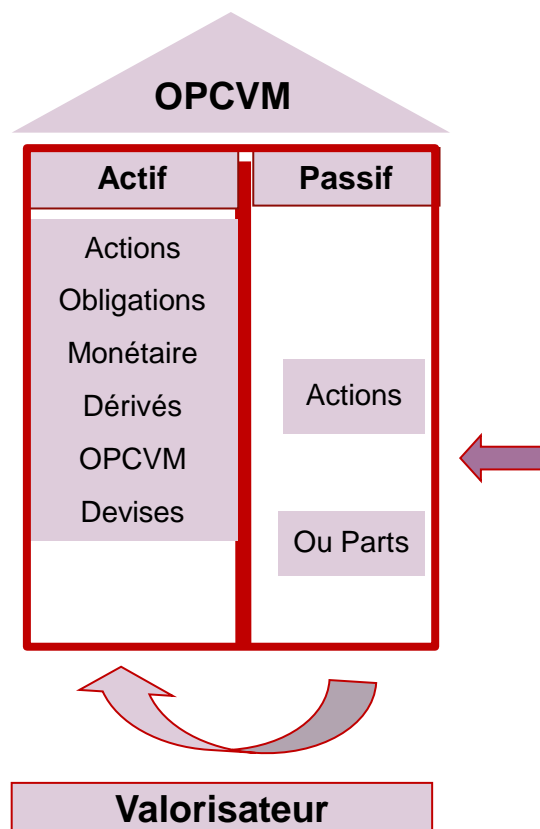 OPCVM
Actif
Passif
Actions
Obligations
Monétaire
Dérivés
OPCVM
Devises
Actions
Ou Parts
Valorisateur